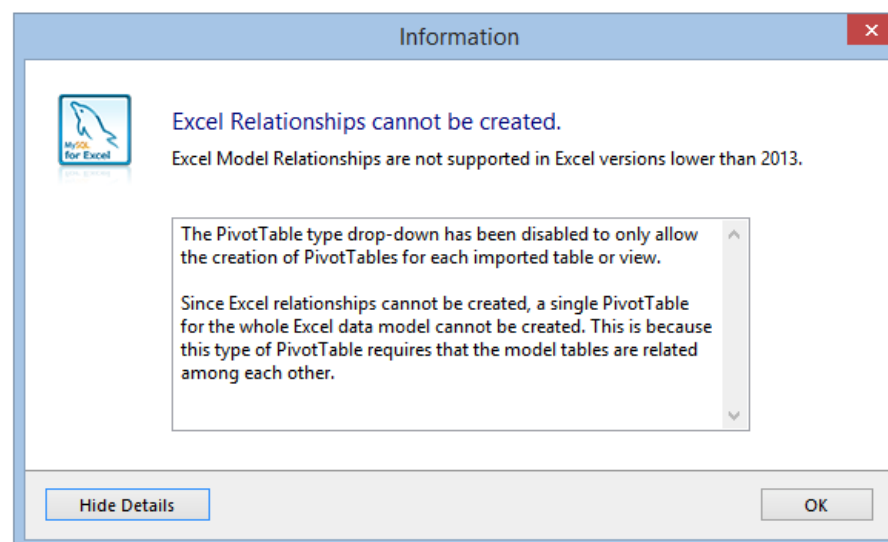 Information
MySQL
for Excel
Excel Relationships cannot be created.
Excel Model Relationships are not supported in Excel versions lower than 2013.
The PivotTable type drop-down has been disabled to only allow
the creation of PivotTables for each imported table or view.
Since Excel relationships cannot be created, a single PivotTable
for the whole Excel data model cannot be created. This is because
this type of PivotTable requires that the model tables are related
among each other.
Hide Details
OK